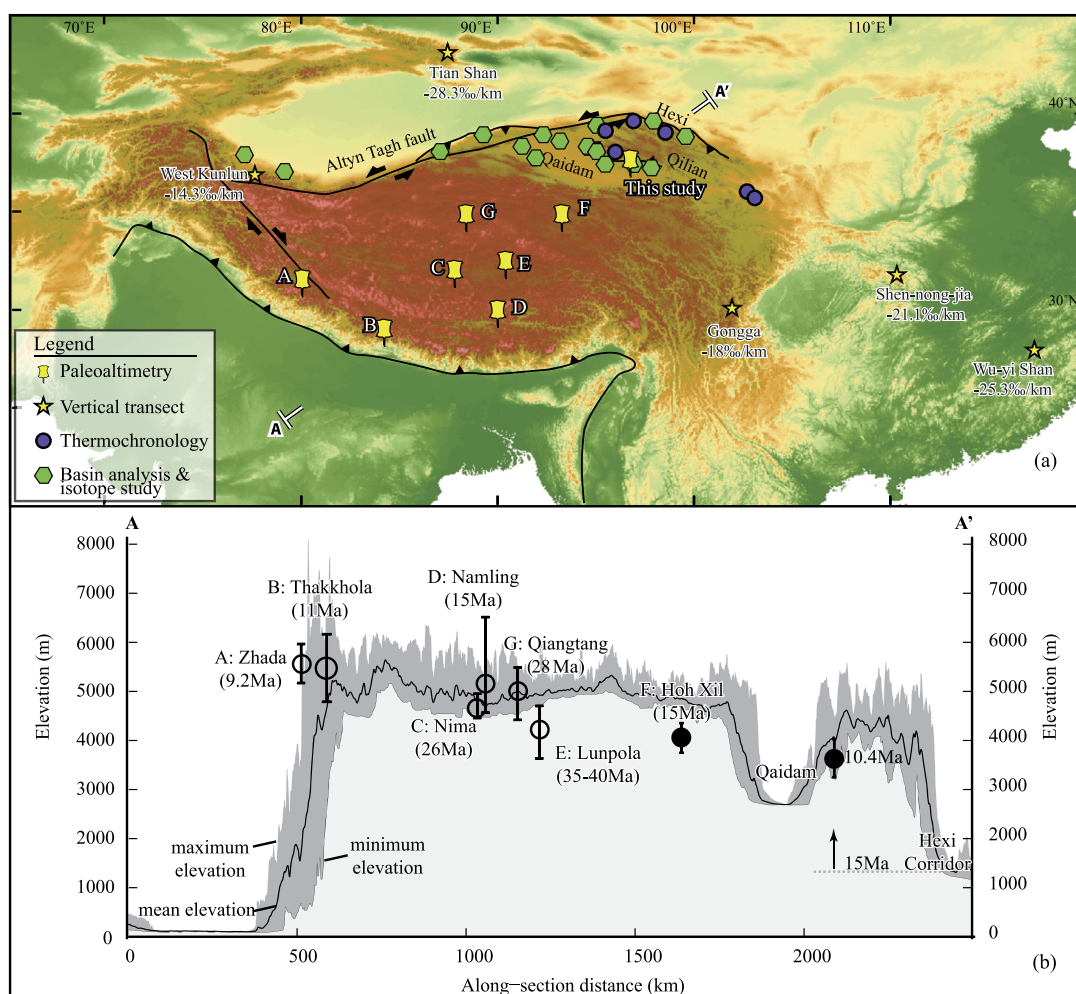 70°E
80°E
90°E
100°E
110°E
40°N
30°N
Tian Shan
-28.3‰/km
A'
Hexi
Altyn Tagh fault
Qaidam
Qilian
West Kunlun
-14.3‰/km
This study
G
F
A
C
E
D
B
Shen-nong-jia
-21.1‰/km
Gongga
-18‰/km
Wu-yi Shan
-25.3‰/km
Legend
Paleoaltimetry
Vertical transect
Thermochronology
Basin analysis &
isotope study
A
(a)
A
A'
8000
7000
6000
5000
4000
3000
2000
1000
0
Elevation (m)
8000
7000
6000
5000
4000
3000
2000
1000
0
Elevation (m)
B: Thakkhola
(11Ma)
D: Namling
(15Ma)
A: Zhada
(9.2Ma)
G: Qiangtang
(28Ma)
C: Nima
(26Ma)
F: Hoh Xil
(15Ma)
E: Lunpola
(35-40Ma)
Qaidam
10.4Ma
15Ma
Hexi
Corridor
maximum
elevation
minimum
elevation
mean elevation
0
500
1000
1500
2000
Along−section distance (km)
(b)